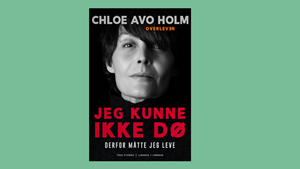 CHLOE AVO HOLM
OVERLEVER
JEG KUNNE
IKKE DØ
DERFOR MÅTTE JEG LEVE